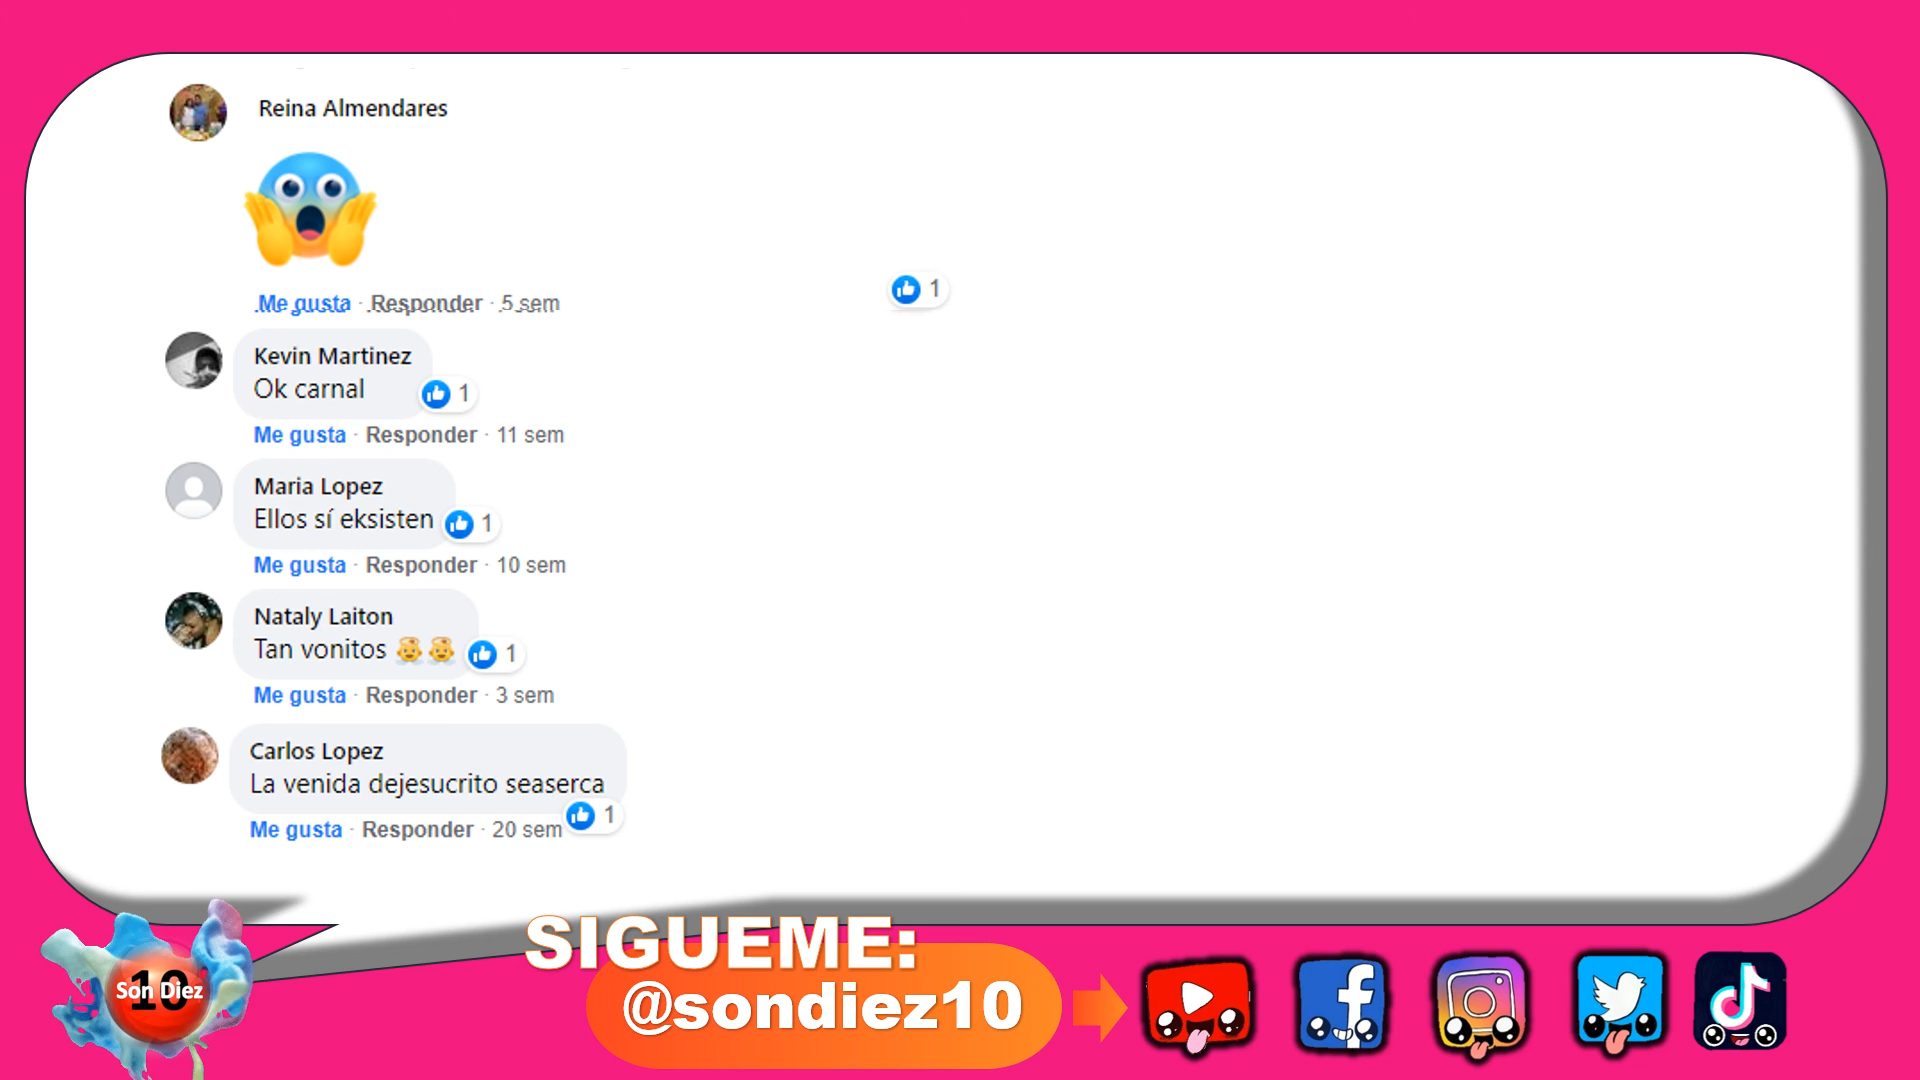 Reina Almendares
Me gusta · Responder · 5 sem
1
Kevin Martinez
Ok carnal
1
Me gusta · Responder · 11 sem
Maria Lopez
Ellos sí eksisten
1
Me gusta · Responder · 10 sem
Nataly Laiton
Tan vonitos
1
Me gusta · Responder · 3 sem
Carlos Lopez
La venida dejesucrito seaserca
1
Me gusta · Responder · 20 sem
10
Son Diez
SIGUEME:
@sondiez10